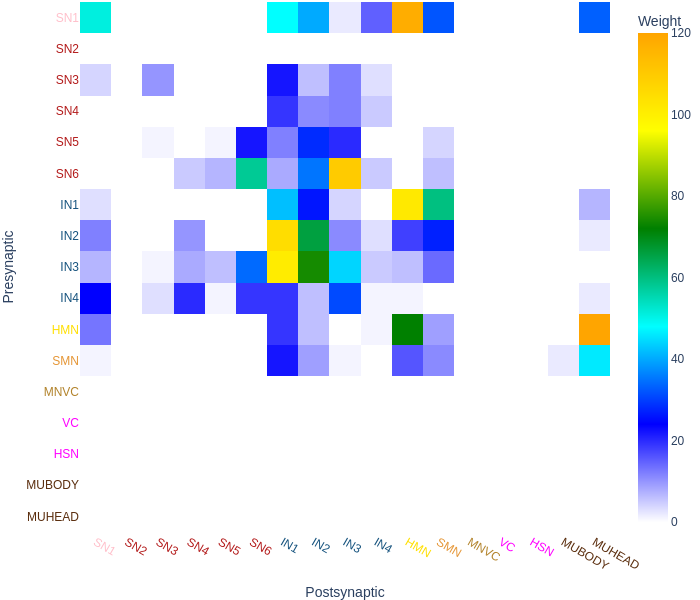 Weight
SN1
SN2
SN3
SN4
SN5
SN6
IN1
IN2
IN3
IN4
HMN
SMN
MNVC
VC
HSN
MUBODY
MUHEAD
Presynaptic
120
100
80
60
40
20
0
SN1 SN2 SN3 SN4 SN5 SN6 IN1 IN2 IN3 IN4 HMN SMN MNVC VC HSN MUBODY MUHEAD
Postsynaptic